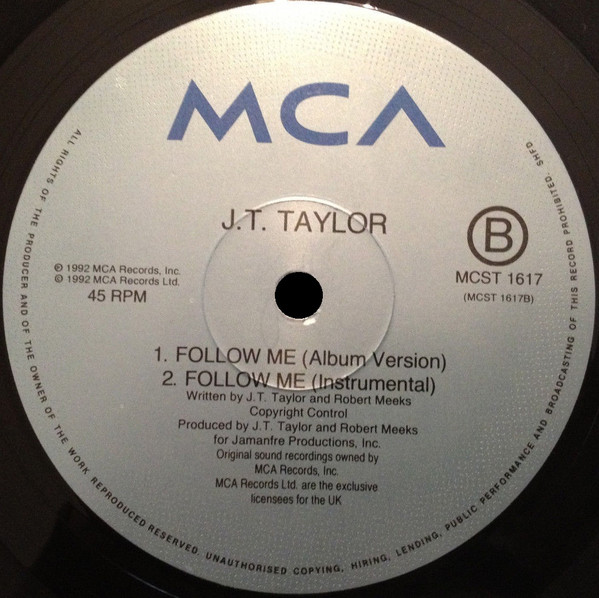 MCA
J.T. TAYLOR
B
MCST 1617
(MCST 1617B)
℗ 1992 MCA Records, Inc.
© 1992 MCA Records Ltd.
45 RPM
1. FOLLOW ME (Album Version)
2. FOLLOW ME (Instrumental)
Written by J.T. Taylor and Robert Meeks
Copyright Control
Produced by J.T. Taylor and Robert Meeks
for Jamanfre Productions, Inc.
Original sound recordings owned by
MCA Records, Inc.
MCA Records Ltd. are the exclusive
licensees for the UK
ALL RIGHTS OF THE PRODUCER AND OF THE OWNER OF THE WORK REPRODUCED RESERVED. UNAUTHORISED COPYING, HIRING, LENDING, PUBLIC PERFORMANCE AND BROADCASTING OF THIS RECORD PROHIBITED. SHFD